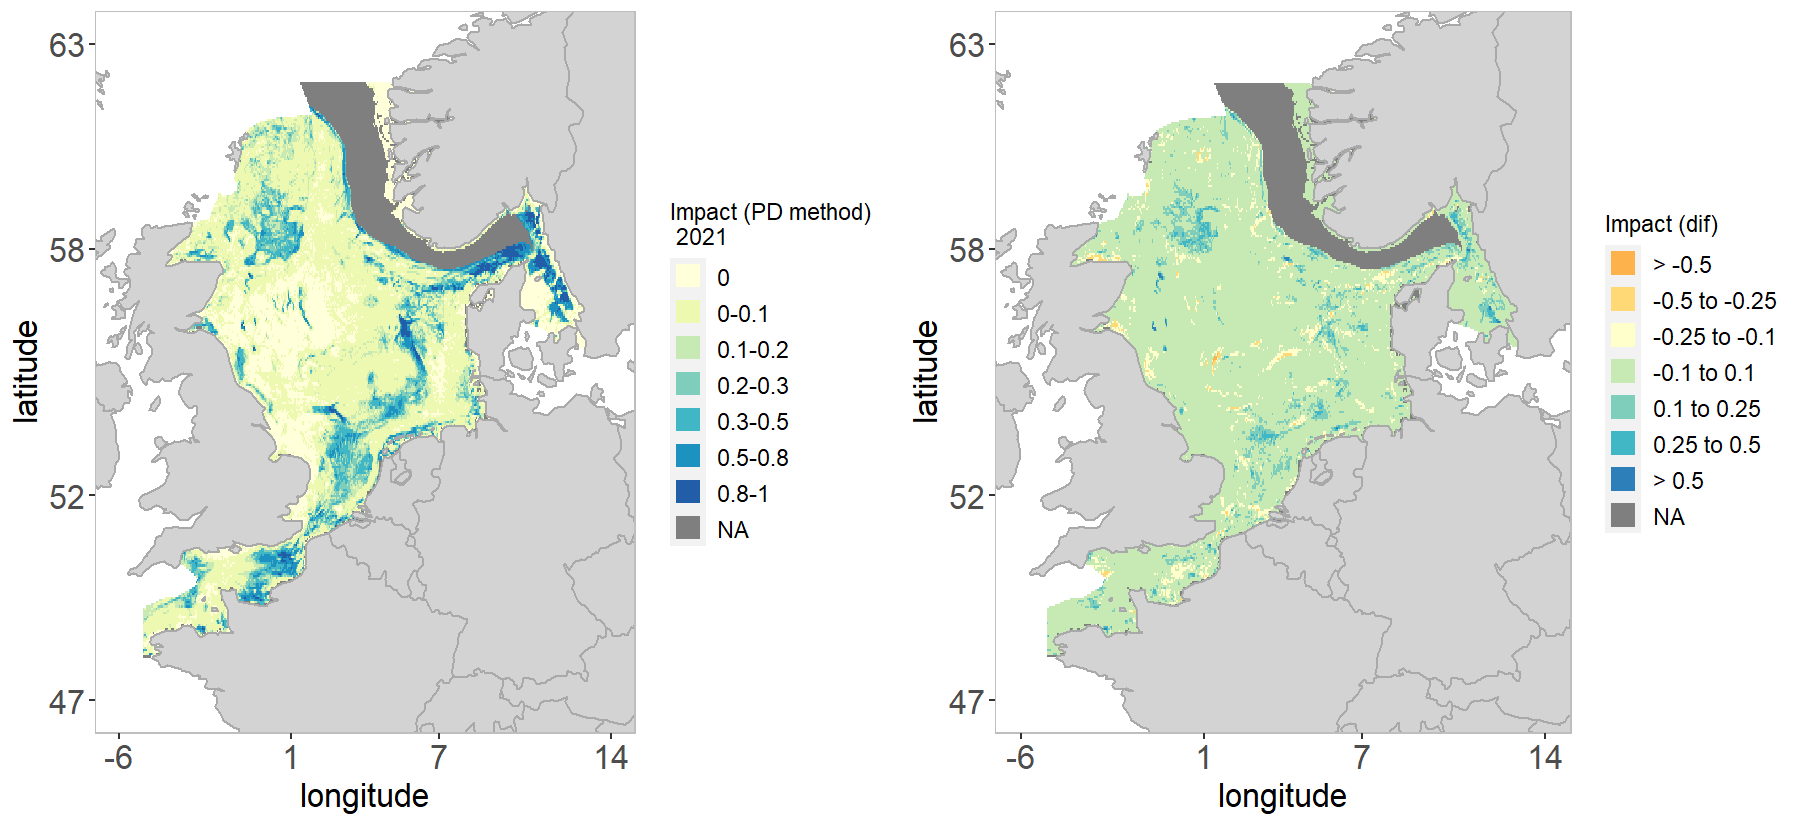 63
58
52
47
latitude
-6
1
7
14
longitude
Impact (PD method)
2021
0
0-0.1
0.1-0.2
0.2-0.3
0.3-0.5
0.5-0.8
0.8-1
NA
63
58
52
47
latitude
-6
1
7
14
longitude
Impact (dif)
> -0.5
-0.5 to -0.25
-0.25 to -0.1
-0.1 to 0.1
0.1 to 0.25
0.25 to 0.5
> 0.5
NA